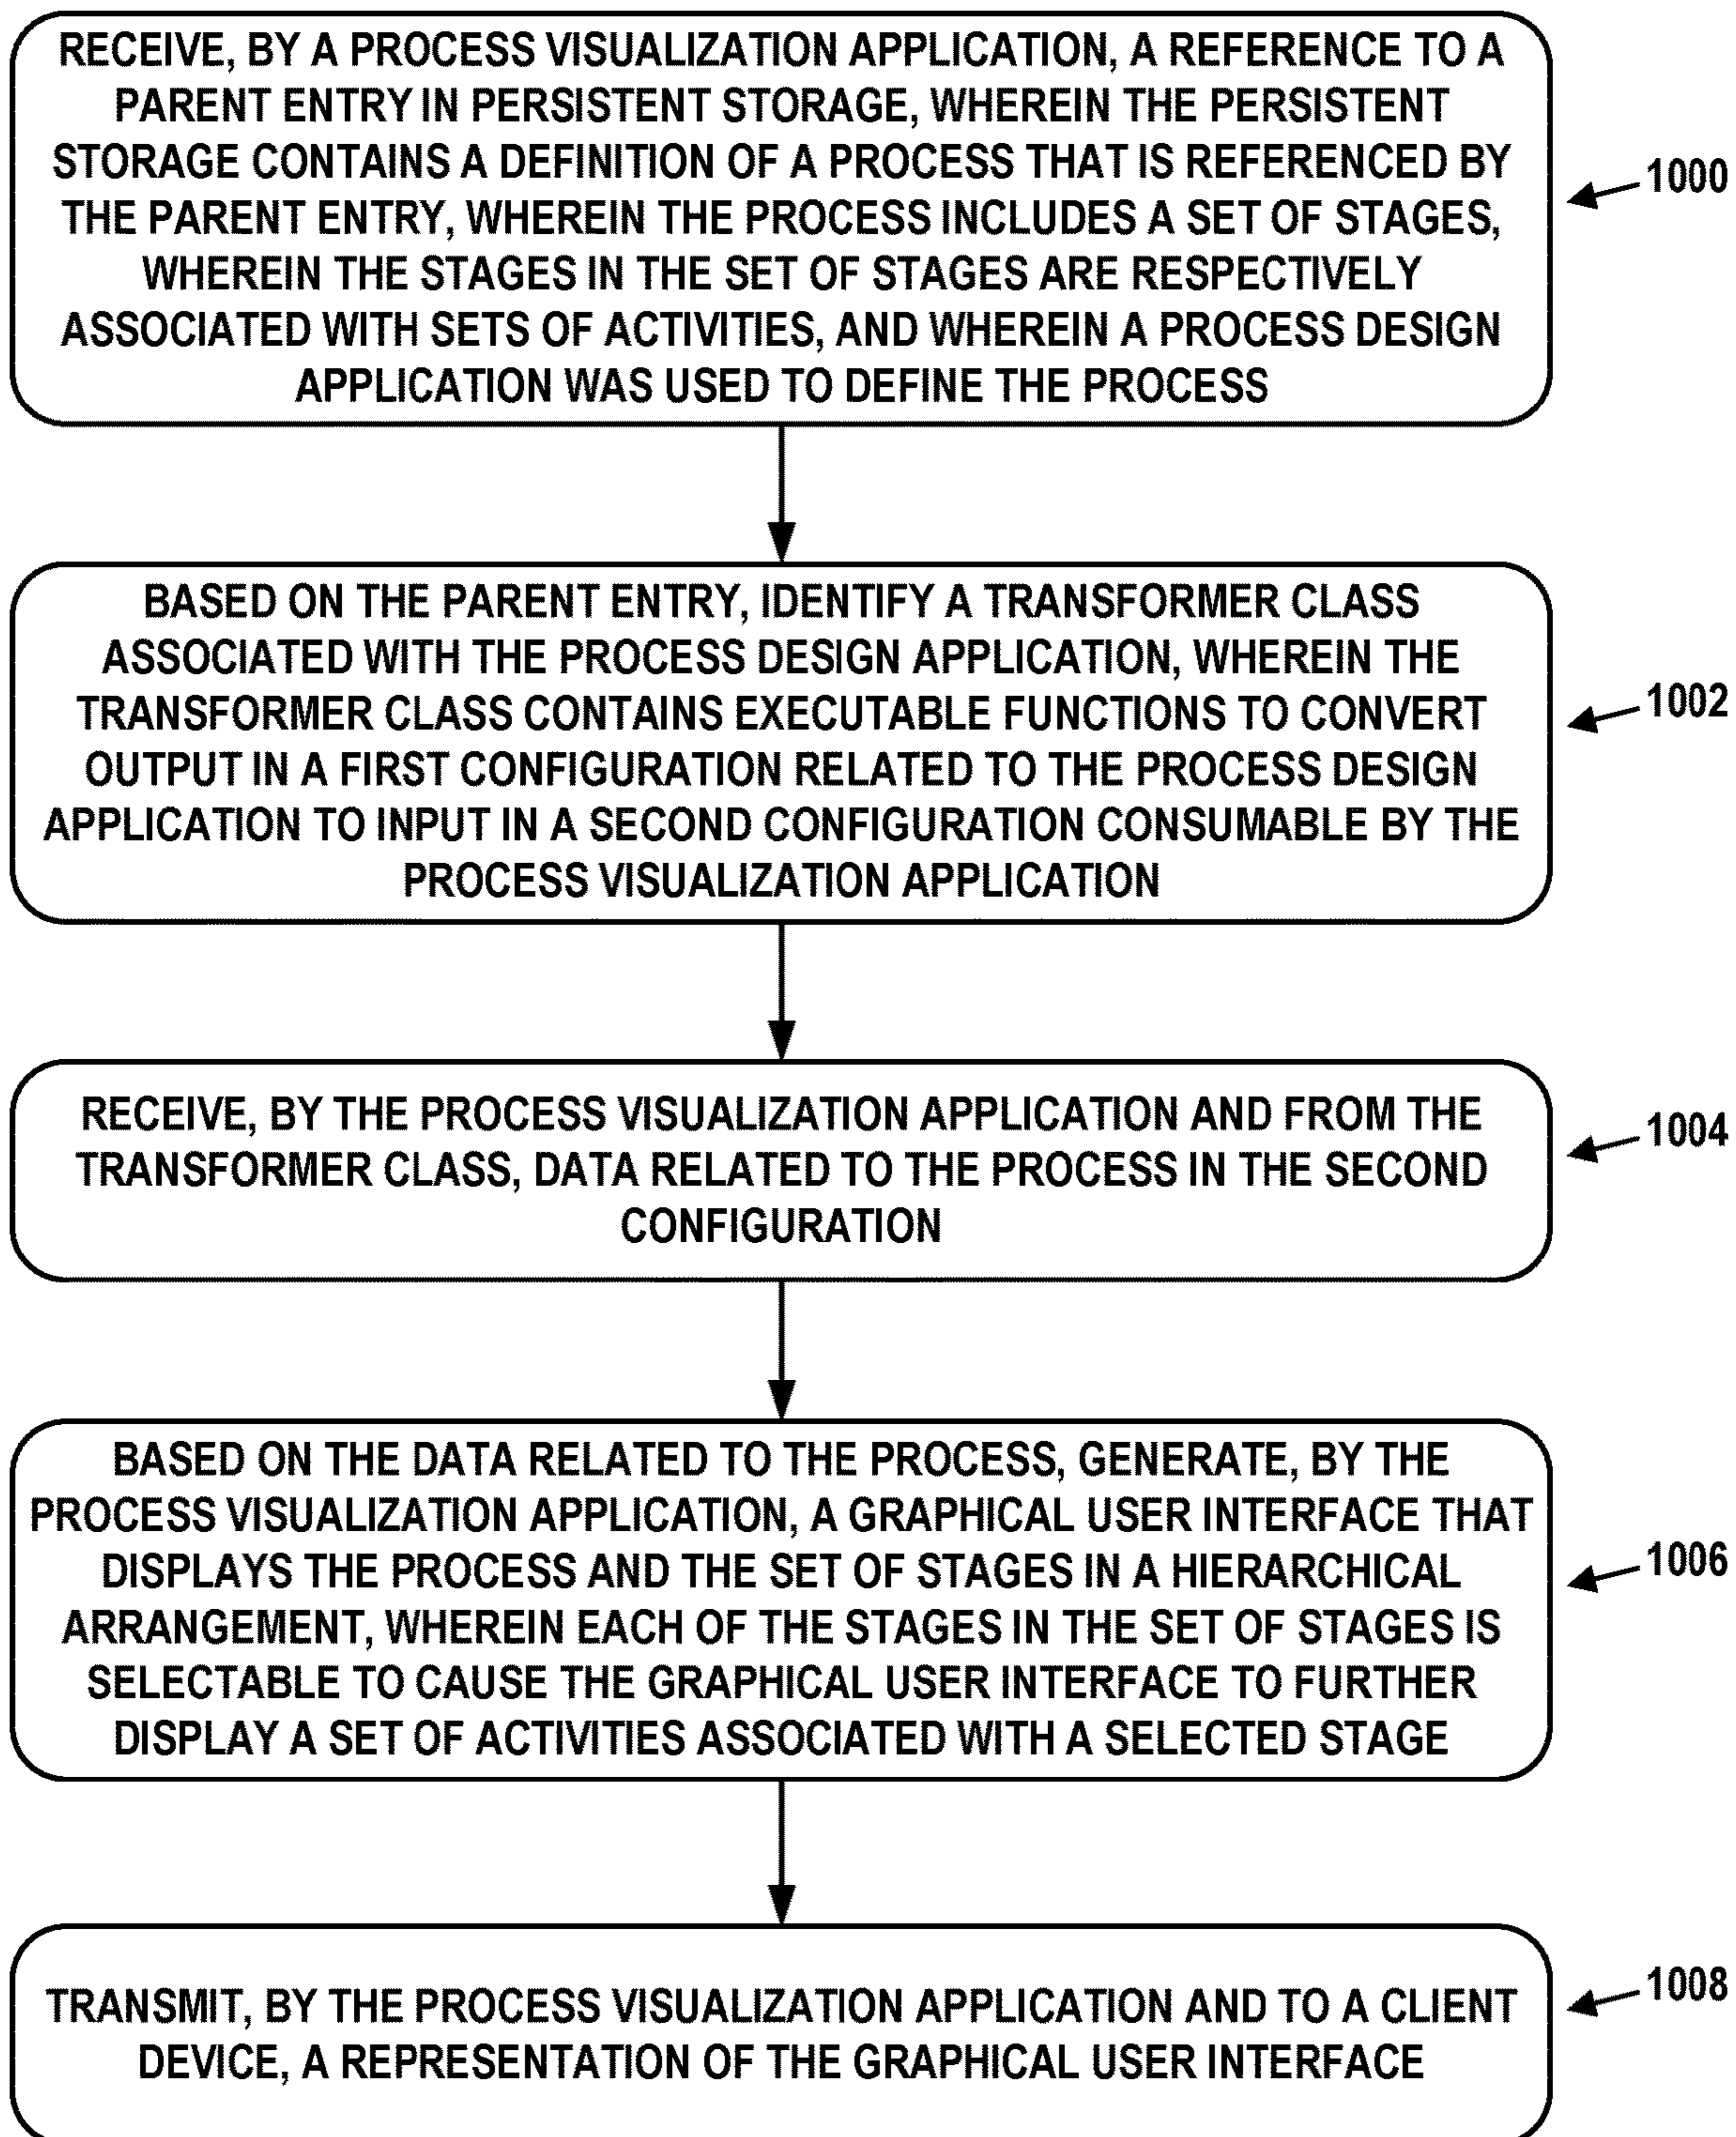 RECEIVE, BY A PROCESS VISUALIZATION APPLICATION, A REFERENCE TO A
PARENT ENTRY IN PERSISTENT STORAGE, WHEREIN THE PERSISTENT
STORAGE CONTAINS A DEFINITION OF A PROCESS THAT IS REFERENCED BY
THE PARENT ENTRY, WHEREIN THE PROCESS INCLUDES A SET OF STAGES,
WHEREIN THE STAGES IN THE SET OF STAGES ARE RESPECTIVELY
ASSOCIATED WITH SETS OF ACTIVITIES, AND WHEREIN A PROCESS DESIGN
APPLICATION WAS USED TO DEFINE THE PROCESS
1000
BASED ON THE PARENT ENTRY, IDENTIFY A TRANSFORMER CLASS
ASSOCIATED WITH THE PROCESS DESIGN APPLICATION, WHEREIN THE
TRANSFORMER CLASS CONTAINS EXECUTABLE FUNCTIONS TO CONVERT
OUTPUT IN A FIRST CONFIGURATION RELATED TO THE PROCESS DESIGN
APPLICATION TO INPUT IN A SECOND CONFIGURATION CONSUMABLE BY THE
PROCESS VISUALIZATION APPLICATION
1002
RECEIVE, BY THE PROCESS VISUALIZATION APPLICATION AND FROM THE
TRANSFORMER CLASS, DATA RELATED TO THE PROCESS IN THE SECOND
CONFIGURATION
1004
BASED ON THE DATA RELATED TO THE PROCESS, GENERATE, BY THE
PROCESS VISUALIZATION APPLICATION, A GRAPHICAL USER INTERFACE THAT
DISPLAYS THE PROCESS AND THE SET OF STAGES IN A HIERARCHICAL
ARRANGEMENT, WHEREIN EACH OF THE STAGES IN THE SET OF STAGES IS
SELECTABLE TO CAUSE THE GRAPHICAL USER INTERFACE TO FURTHER
DISPLAY A SET OF ACTIVITIES ASSOCIATED WITH A SELECTED STAGE
1006
TRANSMIT, BY THE PROCESS VISUALIZATION APPLICATION AND TO A CLIENT
DEVICE, A REPRESENTATION OF THE GRAPHICAL USER INTERFACE
1008